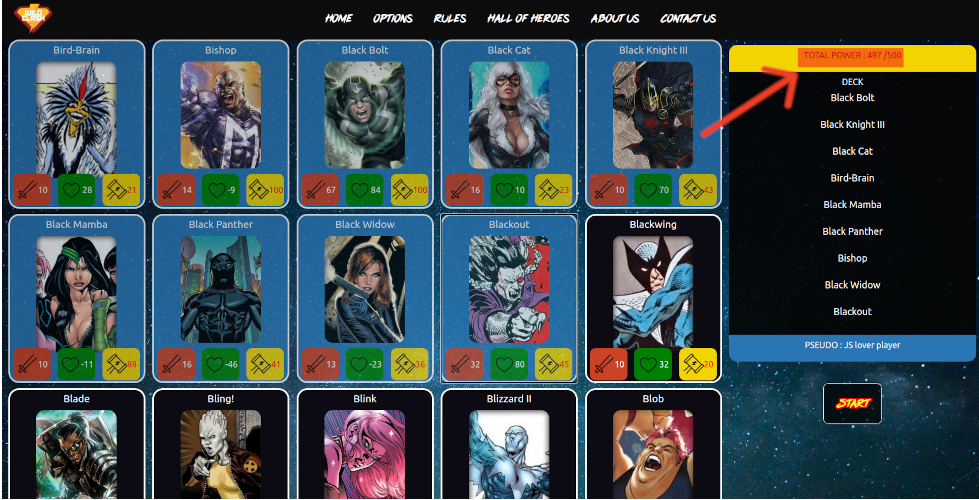 WILD
CLASH
HOME OPTIONS RULES HALL OF HEROES ABOUT US CONTACT US
Bird-Brain Bishop Black Bolt Black Cat Black Knight III
10 28 21 14 -9 100 67 84 100 16 10 23 10 70 43
Black Mamba Black Panther Black Widow Blackout Blackwing
10 -11 88 16 -46 41 13 -23 36 32 80 45 10 32 20
Blade Bling! Blink Blizzard II Blob
TOTAL POWER : 497 /500
DECK
Black Bolt
Black Knight III
Black Cat
Bird-Brain
Black Mamba
Black Panther
Bishop
Black Widow
Blackout
PSEUDO : JS lover player
START